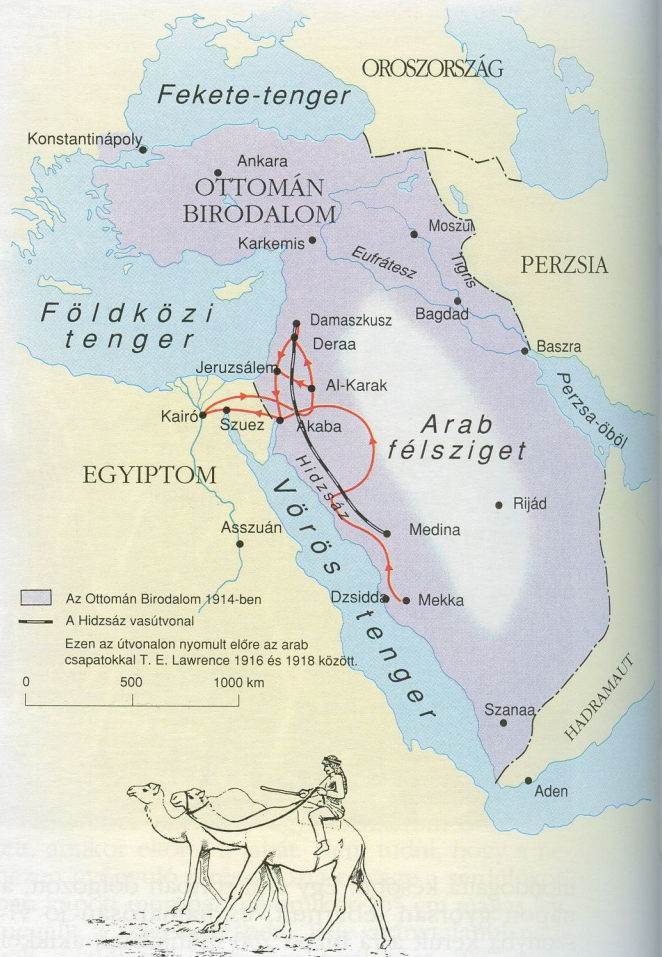 OROSZORSZÁG
Fekete-tenger
Konstantinápoly
Ankara
OTTOMÁN
BIRODALOM
Karkemis
Moszul
Eufrátesz
Tigris
PERZSIA
Földközi
tenger
Damaszkusz
Bagdad
Deraa
Baszra
Jeruzsálem
Al-Karak
Perzsa-öböl
Kairó
Szuez
Akaba
Arab
félsziget
EGYIPTOM
Hidzsáz
Vörös tenger
Rijád
Asszuán
Medina
Az Ottomán Birodalom 1914-ben
Dzsidda
Mekka
A Hidzsáz vasútvonal
Ezen az útvonalon nyomult előre az arab
csapatokkal T. E. Lawrence 1916 és 1918 között.
0 500 1000 km
HADRAMAUT
Szanaa
Aden